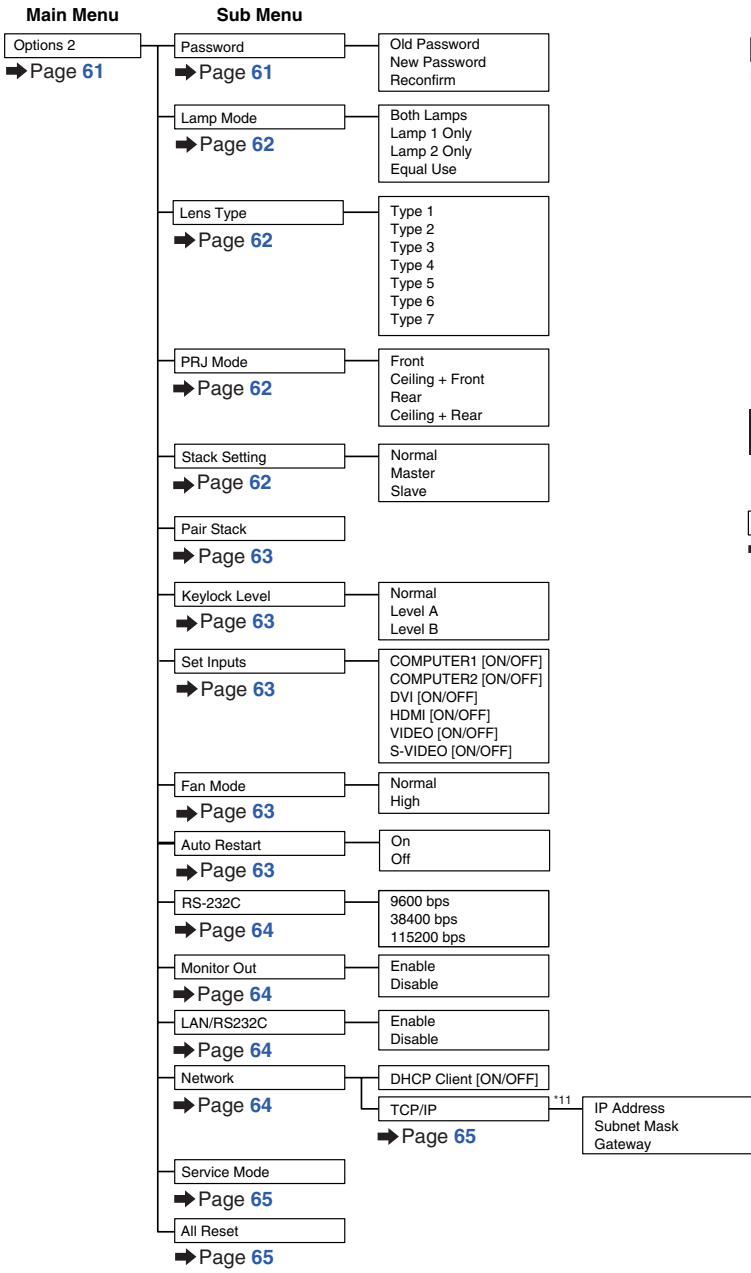 Main Menu Sub Menu
Options 2
➡Page 61
Password
➡Page 61
Old Password
New Password
Reconfirm
Lamp Mode
➡Page 62
Both Lamps
Lamp 1 Only
Lamp 2 Only
Equal Use
Lens Type
➡Page 62
Type 1
Type 2
Type 3
Type 4
Type 5
Type 6
Type 7
PRJ Mode
➡Page 62
Front
Ceiling + Front
Rear
Ceiling + Rear
Stack Setting
➡Page 62
Normal
Master
Slave
Pair Stack
➡Page 63
Keylock Level
➡Page 63
Normal
Level A
Level B
Set Inputs
➡Page 63
COMPUTER1 [ON/OFF]
COMPUTER2 [ON/OFF]
DVI [ON/OFF]
HDMI [ON/OFF]
VIDEO [ON/OFF]
S-VIDEO [ON/OFF]
Fan Mode
➡Page 63
Normal
High
Auto Restart
➡Page 63
On
Off
RS-232C
➡Page 64
9600 bps
38400 bps
115200 bps
Monitor Out
➡Page 64
Enable
Disable
LAN/RS232C
➡Page 64
Enable
Disable
Network
➡Page 64
DHCP Client [ON/OFF]
TCP/IP
➡Page 65
*11
IP Address
Subnet Mask
Gateway
Service Mode
➡Page 65
All Reset
➡Page 65